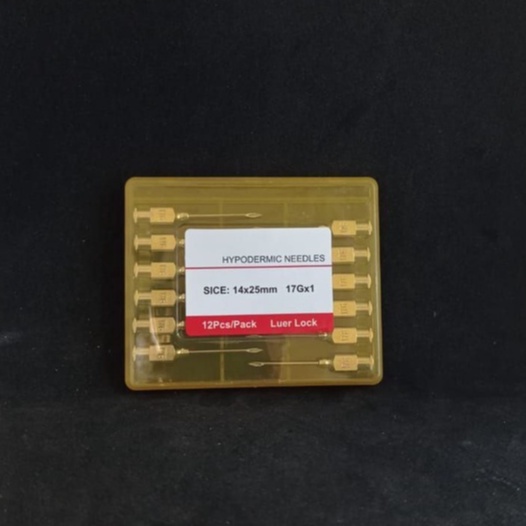 HYPODERMIC NEEDLES
SICE: 14x25mm 17Gx1
12Pcs/Pack Luer Lock